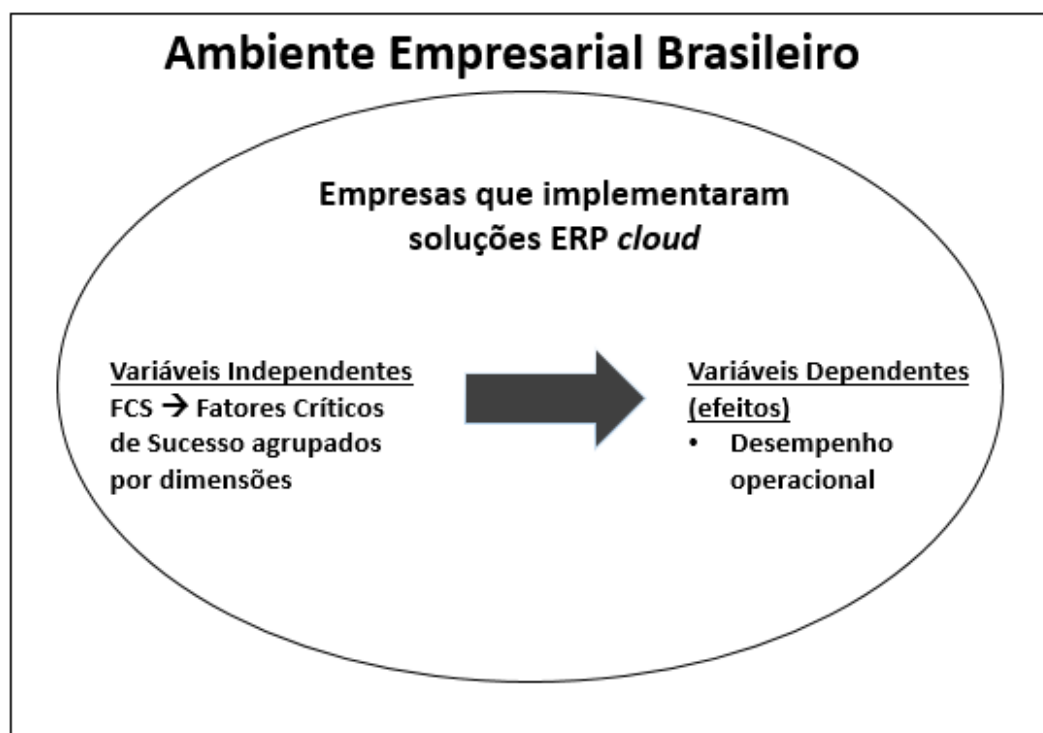 Ambiente Empresarial Brasileiro
Empresas que implementaram
soluções ERP cloud
Variáveis Independentes
FCS → Fatores Críticos
de Sucesso agrupados
por dimensões
Variáveis Dependentes
(efeitos)
• Desempenho
operacional